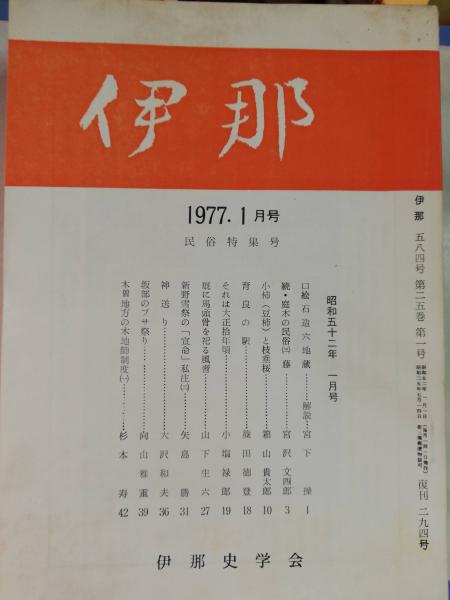 伊那
1977.1月号
民俗特集号
昭和五十二年 一月号
口絵 石造六地蔵…………解説…宮下 操 1
続・庭木の民俗㈢ 藤…………宮沢文四郎 3
小柿(豆柿)と枝垂桜…………箱山貴太郎 10
育良の駅…………篠田徳登 18
それは大正拾年頃…………小塩禄郎 19
厩に馬頭骨を祀る風習…………山下生六 27
新野雪祭の「宣命」私注㈡…………矢島 勝 31
神送り…………大沢和夫 36
坂部のブサ祭り…………向山雅重 39
木曽地方の木地師制度㈠…………杉本 寿 42
伊那史学会
伊那 五八四号 第二五巻 第一号
復刊 二九四号